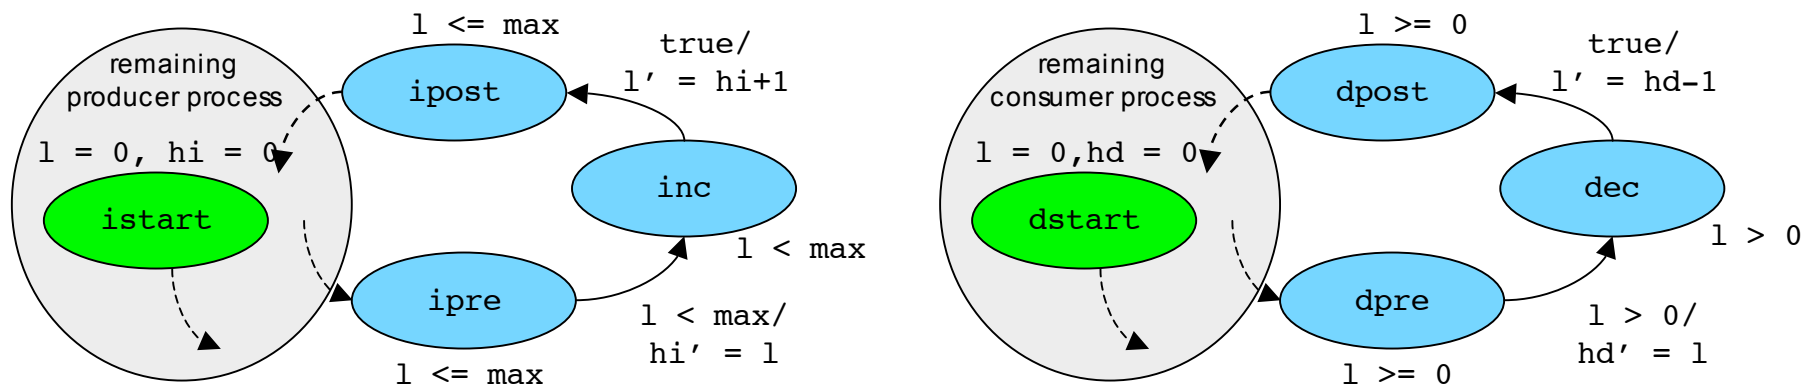 l <= max
true/
l' = hi+1
remaining
producer process
ipost
l = 0, hi = 0
istart
inc
l < max
ipre
l < max/
hi' = l
l <= max
l >= 0
true/
l' = hd-1
remaining
consumer process
dpost
l = 0,hd = 0
dstart
dec
l > 0
dpre
l > 0/
hd' = l
l >= 0